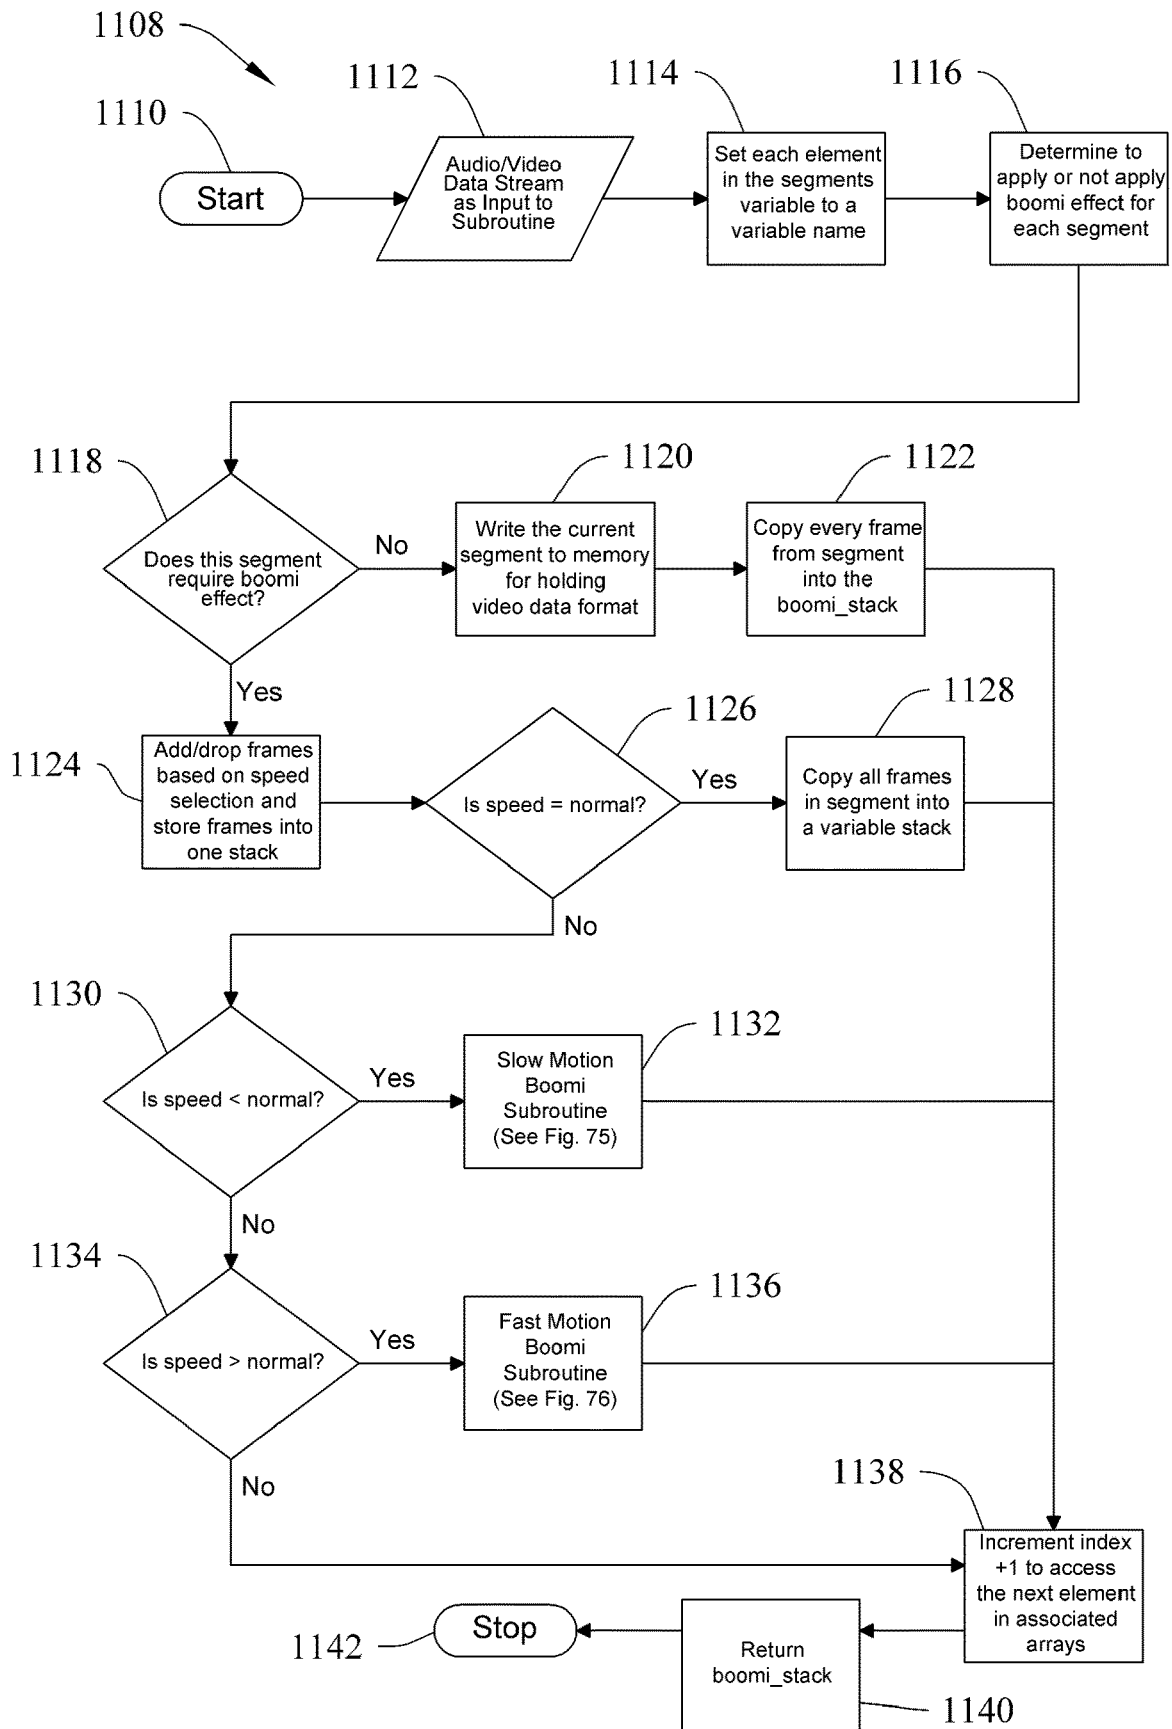 1108
1110
Start
1112
Audio/Video
Data Stream
as Input to
Subroutine
1114
Set each element
in the segments
variable to a
variable name
1116
Determine to
apply or not apply
boomi effect for
each segment
1118
Does this segment
require boomi
effect?
No
Yes
1120
Write the current
segment to memory
for holding
video data format
1122
Copy every frame
from segment
into the
boomi_stack
1124
Add/drop frames
based on speed
selection and
store frames into
one stack
1126
Is speed = normal?
Yes
No
1128
Copy all frames
in segment into
a variable stack
1130
Is speed < normal?
Yes
No
1132
Slow Motion
Boomi
Subroutine
(See Fig. 75)
1134
Is speed > normal?
Yes
No
1136
Fast Motion
Boomi
Subroutine
(See Fig. 76)
1138
Increment index
+1 to access
the next element
in associated
arrays
Return
boomi_stack
1140
Stop
1142